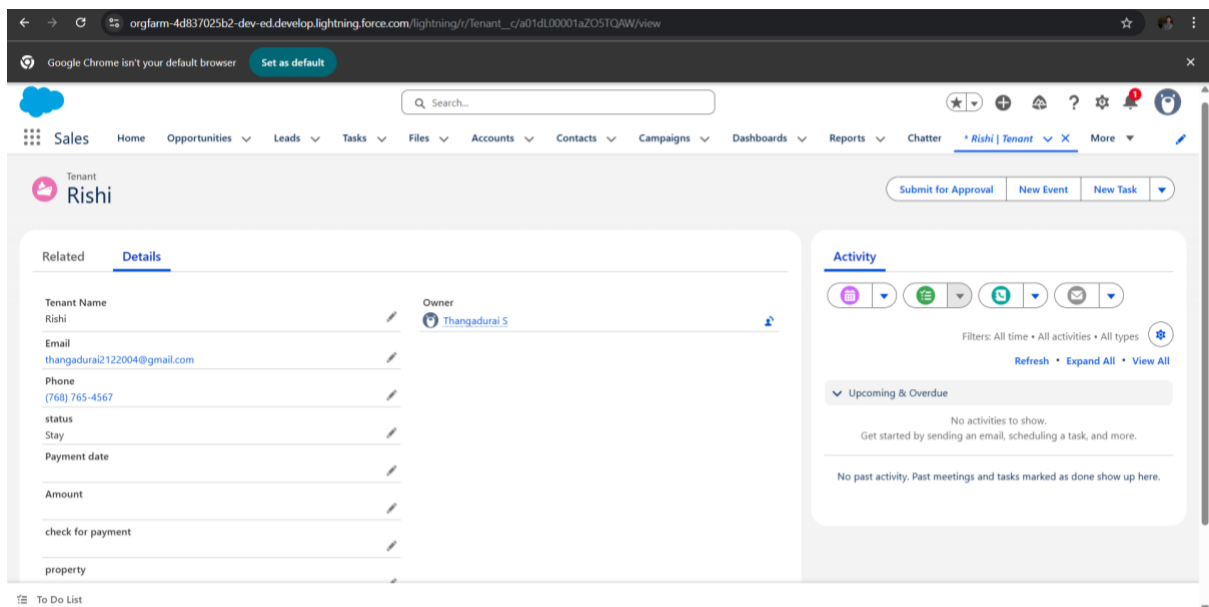 orgfarm-4d837025b2-dev-ed.develop.lightning.force.com/lightning/r/Tenant__c/a01dL00001aZO5TQAW/view
Google Chrome isn't your default browser Set as default
Search...
1
Sales Home Opportunities Leads Tasks Files Accounts Contacts Campaigns Dashboards Reports Chatter * Rishi | Tenant More
Tenant
Rishi
Submit for Approval New Event New Task
Related Details
Activity
Tenant Name
Rishi
Owner
Thangadurai S
Email
thangadurai2122004@gmail.com
Phone
(768) 765-4567
status
Stay
Payment date
Amount
check for payment
property
Filters: All time • All activities • All types
Refresh • Expand All • View All
Upcoming & Overdue
No activities to show.
Get started by sending an email, scheduling a task, and more.
No past activity. Past meetings and tasks marked as done show up here.
To Do List